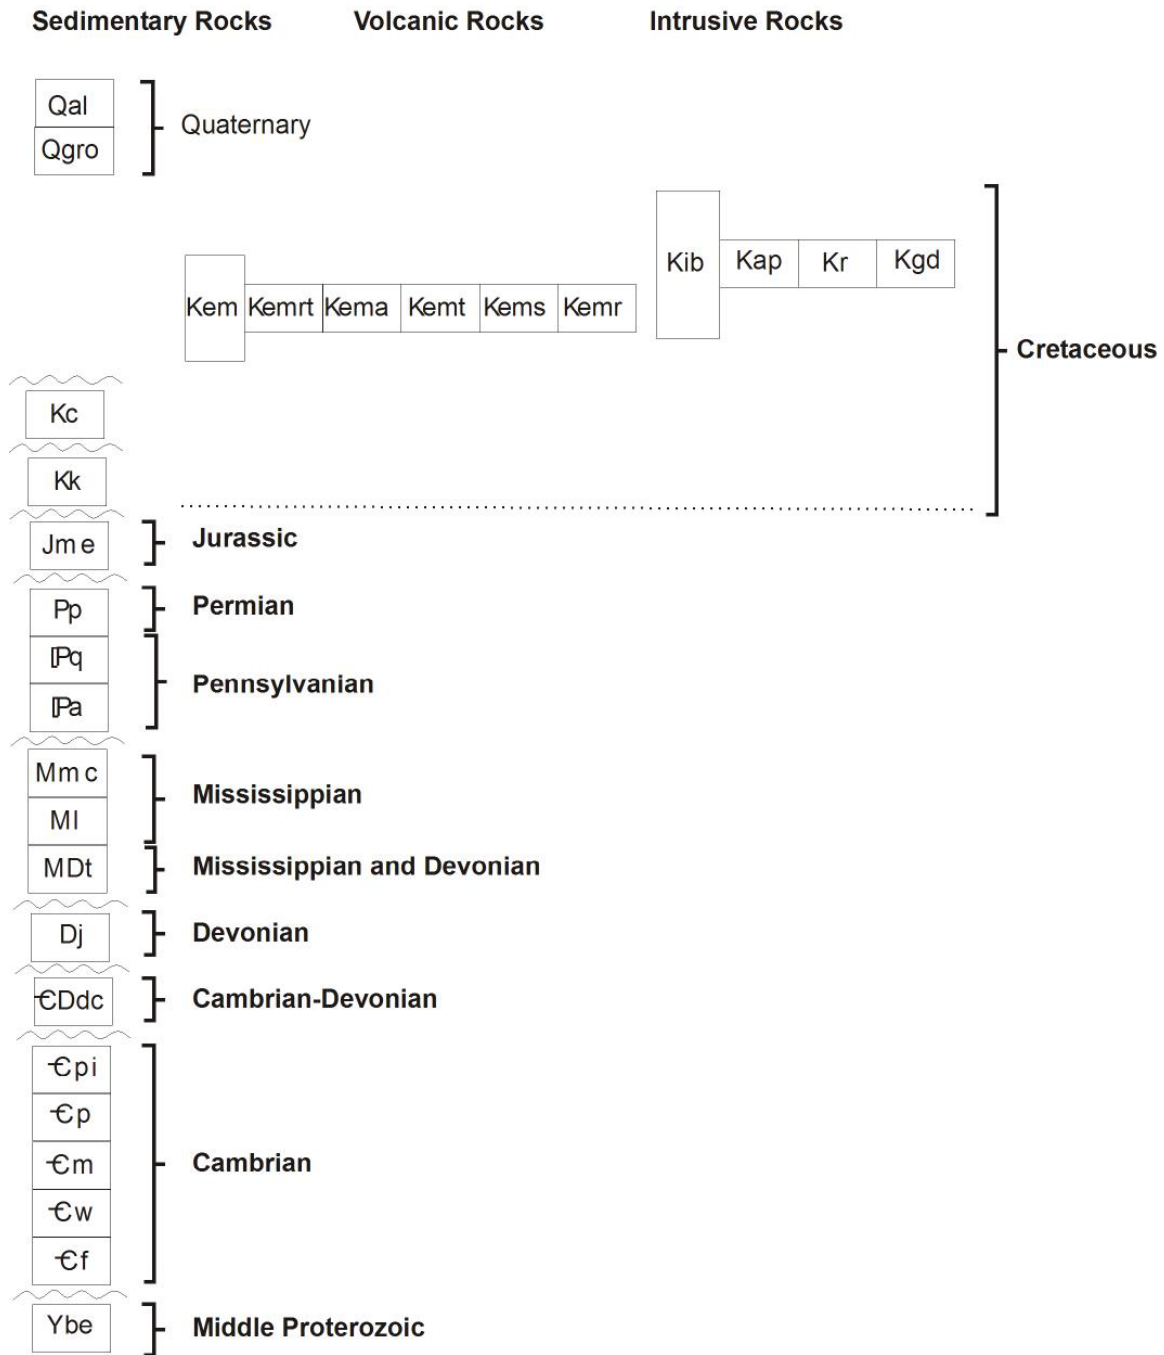 Sedimentary Rocks Volcanic Rocks Intrusive Rocks
Qal
Quaternary
Qgro
Kib Kap Kr Kgd
Kem Kemrt Kema Kemt Kems Kemr
Cretaceous
Kc
Kk
Jme Jurassic
Pp Permian
ℙq
Pennsylvanian
ℙa
Mmc
Mississippian
Ml
MDt Mississippian and Devonian
Dj Devonian
ЄDdc Cambrian-Devonian
Єpi
Єp
Єm Cambrian
Єw
Єf
Ybe Middle Proterozoic